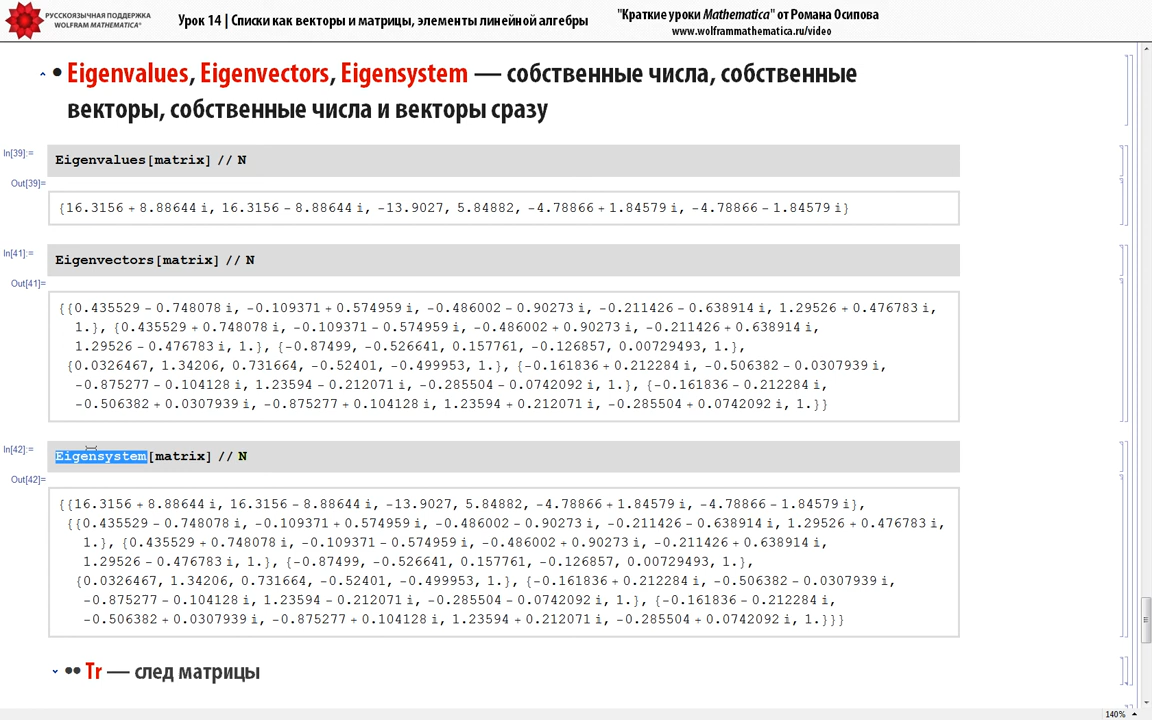 РУССКОЯЗЫЧНАЯ ПОДДЕРЖКА
WOLFRAM MATHEMATICA®
Урок 14 | Списки как векторы и матрицы, элементы линейной алгебры
"Краткие уроки Mathematica" от Романа Осипова
www.wolframmathematica.ru/video
• Eigenvalues, Eigenvectors, Eigensystem — собственные числа, собственные
векторы, собственные числа и векторы сразу
In[39]:=
Eigenvalues[matrix] // N
Out[39]=
{16.3156 + 8.88644 i, 16.3156 - 8.88644 i, -13.9027, 5.84882, -4.78866 + 1.84579 i, -4.78866 - 1.84579 i}
In[41]:=
Eigenvectors[matrix] // N
Out[41]=
{{0.435529 - 0.748078 i, -0.109371 + 0.574959 i, -0.486002 - 0.90273 i, -0.211426 - 0.638914 i, 1.29526 + 0.476783 i,
1.}, {0.435529 + 0.748078 i, -0.109371 - 0.574959 i, -0.486002 + 0.90273 i, -0.211426 + 0.638914 i,
1.29526 - 0.476783 i, 1.}, {-0.87499, -0.526641, 0.157761, -0.126857, 0.00729493, 1.},
{0.0326467, 1.34206, 0.731664, -0.52401, -0.499953, 1.}, {-0.161836 + 0.212284 i, -0.506382 - 0.0307939 i,
-0.875277 - 0.104128 i, 1.23594 - 0.212071 i, -0.285504 - 0.0742092 i, 1.}, {-0.161836 - 0.212284 i,
-0.506382 + 0.0307939 i, -0.875277 + 0.104128 i, 1.23594 + 0.212071 i, -0.285504 + 0.0742092 i, 1.}}
In[42]:=
Eigensystem[matrix] // N
Out[42]=
{{16.3156 + 8.88644 i, 16.3156 - 8.88644 i, -13.9027, 5.84882, -4.78866 + 1.84579 i, -4.78866 - 1.84579 i},
{{0.435529 - 0.748078 i, -0.109371 + 0.574959 i, -0.486002 - 0.90273 i, -0.211426 - 0.638914 i, 1.29526 + 0.476783 i,
1.}, {0.435529 + 0.748078 i, -0.109371 - 0.574959 i, -0.486002 + 0.90273 i, -0.211426 + 0.638914 i,
1.29526 - 0.476783 i, 1.}, {-0.87499, -0.526641, 0.157761, -0.126857, 0.00729493, 1.},
{0.0326467, 1.34206, 0.731664, -0.52401, -0.499953, 1.}, {-0.161836 + 0.212284 i, -0.506382 - 0.0307939 i,
-0.875277 - 0.104128 i, 1.23594 - 0.212071 i, -0.285504 - 0.0742092 i, 1.}, {-0.161836 - 0.212284 i,
-0.506382 + 0.0307939 i, -0.875277 + 0.104128 i, 1.23594 + 0.212071 i, -0.285504 + 0.0742092 i, 1.}}}
•• Tr — след матрицы
140%